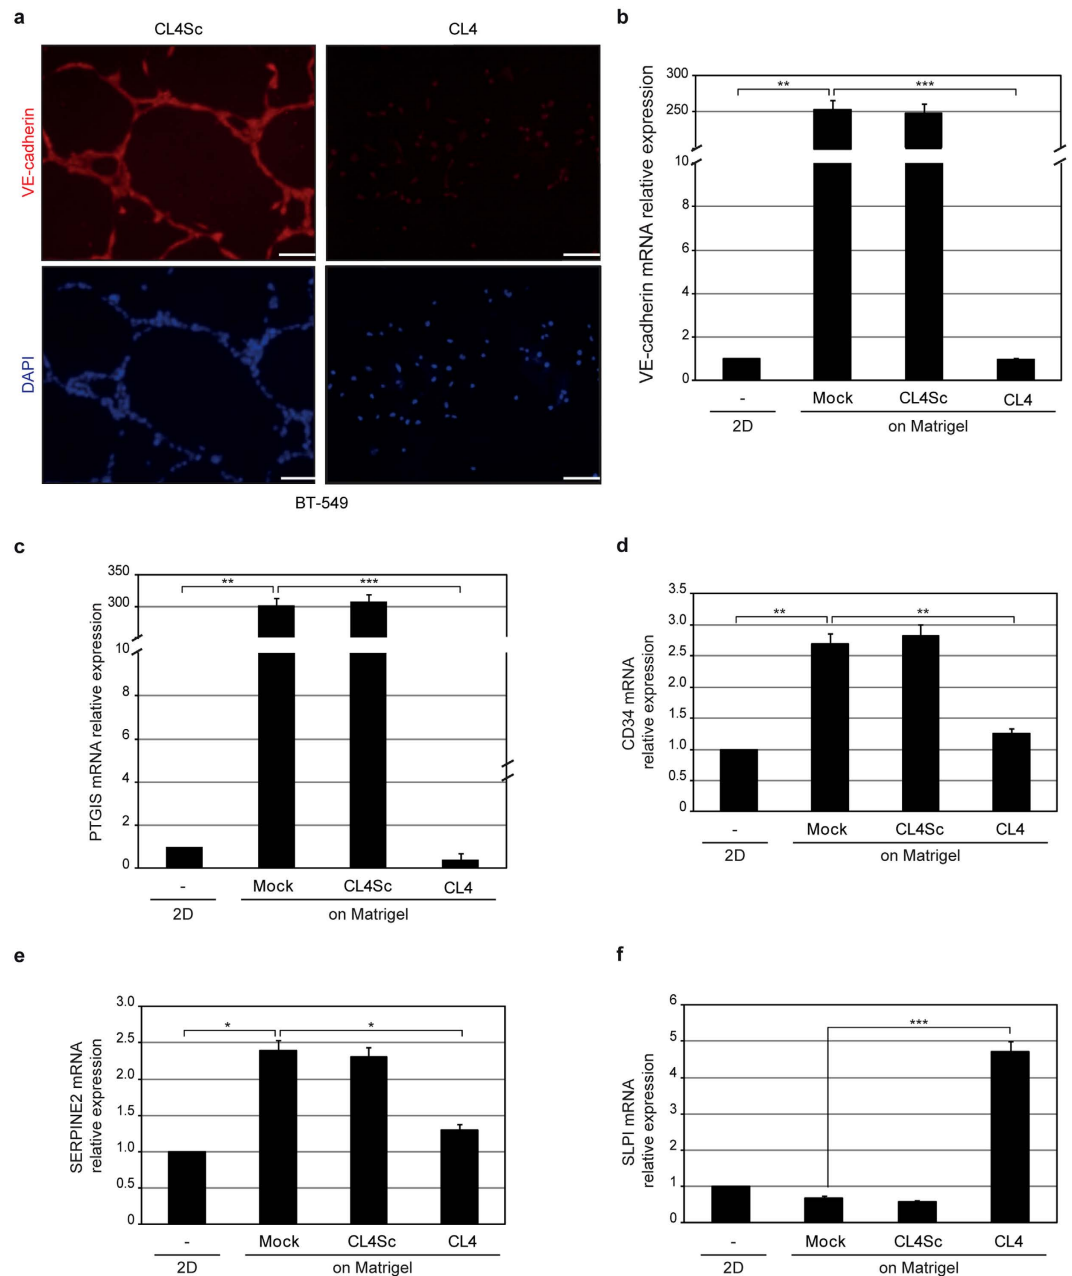 a
CL4Sc
CL4
VE-cadherin
DAPI
BT-549
b
VE-cadherin mRNA relative expression
300
250
10
8
6
4
2
0
**
***
-
Mock
CL4Sc
CL4
2D
on Matrigel
c
PTGIS mRNA relative expression
350
300
10
8
6
4
2
0
**
***
-
Mock
CL4Sc
CL4
2D
on Matrigel
d
CD34 mRNA
relative expression
3.5
3.0
2.5
2.0
1.5
1.0
0.5
0
**
**
-
Mock
CL4Sc
CL4
2D
on Matrigel
e
SERPINE2 mRNA
relative expression
3.0
2.5
2.0
1.5
1.0
0.5
0
*
*
-
Mock
CL4Sc
CL4
2D
on Matrigel
f
SLPI mRNA
relative expression
6
5
4
3
2
1
0
***
-
Mock
CL4Sc
CL4
2D
on Matrigel